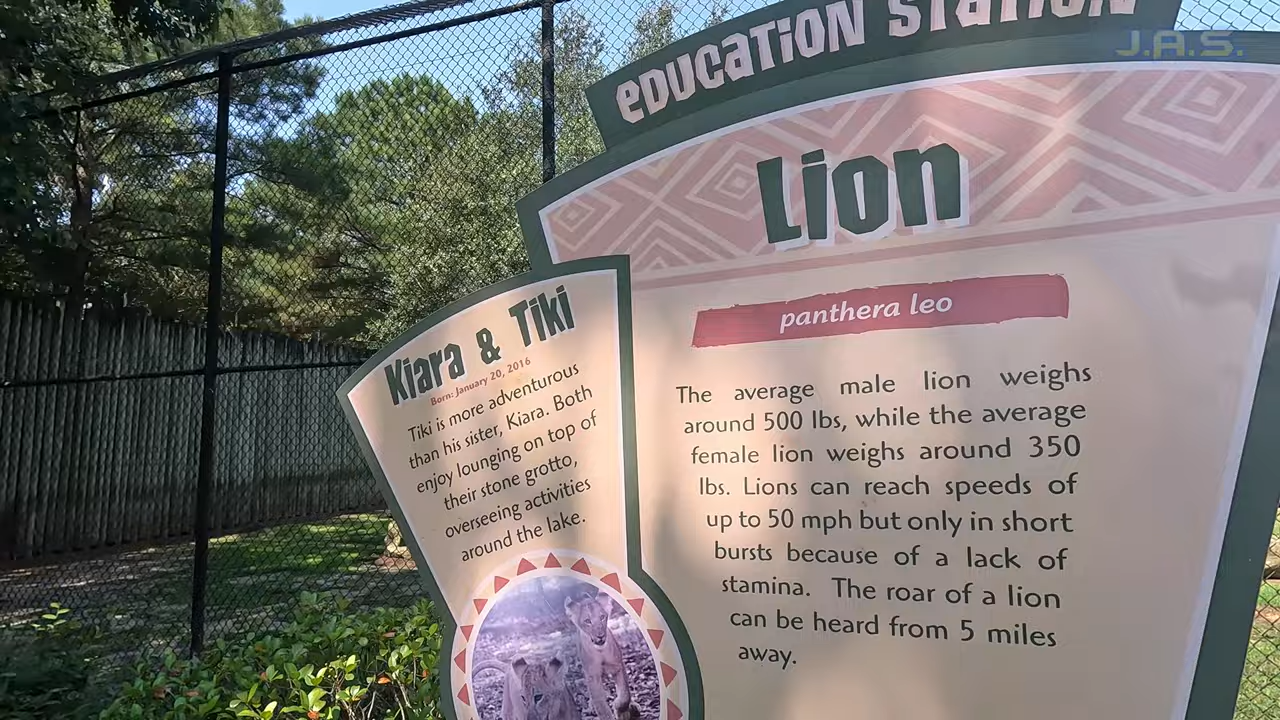 J.A.S.
EDUCATION STATION
Lion
panthera leo
The average male lion weighs
around 500 lbs, while the average
female lion weighs around 350
lbs. Lions can reach speeds of
up to 50 mph but only in short
bursts because of a lack of
stamina. The roar of a lion
can be heard from 5 miles
away.
Kiara & Tiki
Born: January 20, 2016
Tiki is more adventurous
than his sister, Kiara. Both
enjoy lounging on top of
their stone grotto,
overseeing activities
around the lake.